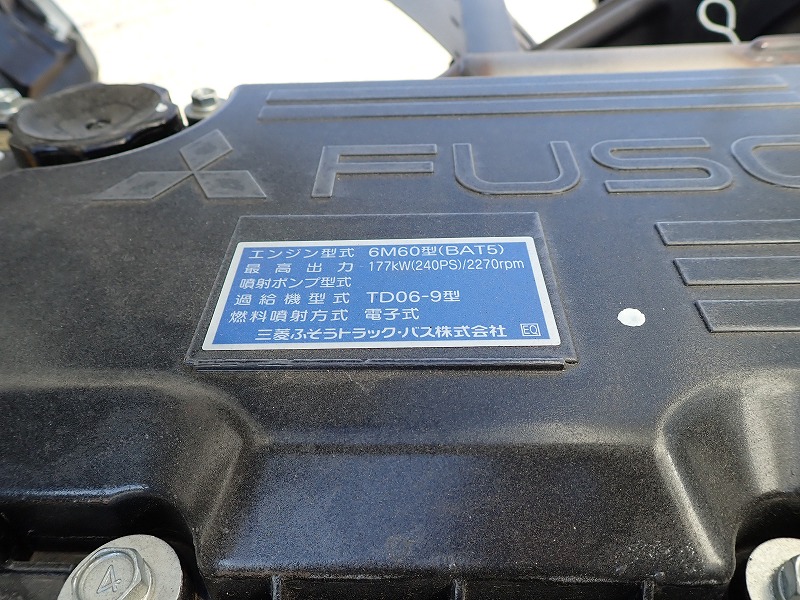 FUSO
エンジン型式 6M60型(BAT5)
最高出力 177kW(240PS)/2270rpm
噴射ポンプ型式
過給機型式 TD06-9型
燃料噴射方式 電子式
三菱ふそうトラック・バス株式会社 EQ
4